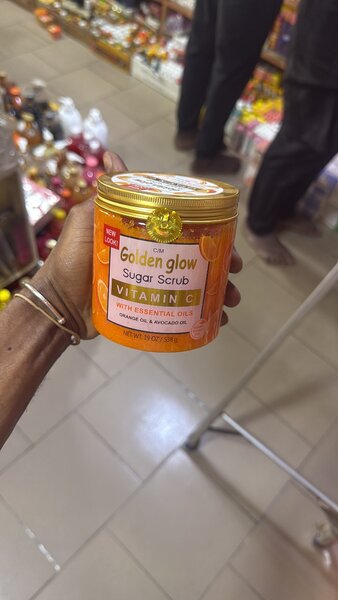 NEW
LOOK!
C/M
Golden glow
Sugar Scrub
VITAMIN C
WITH ESSENTIAL OILS
ORANGE OIL & AVOCADO OIL
NET WT. 19 OZ / 538 g